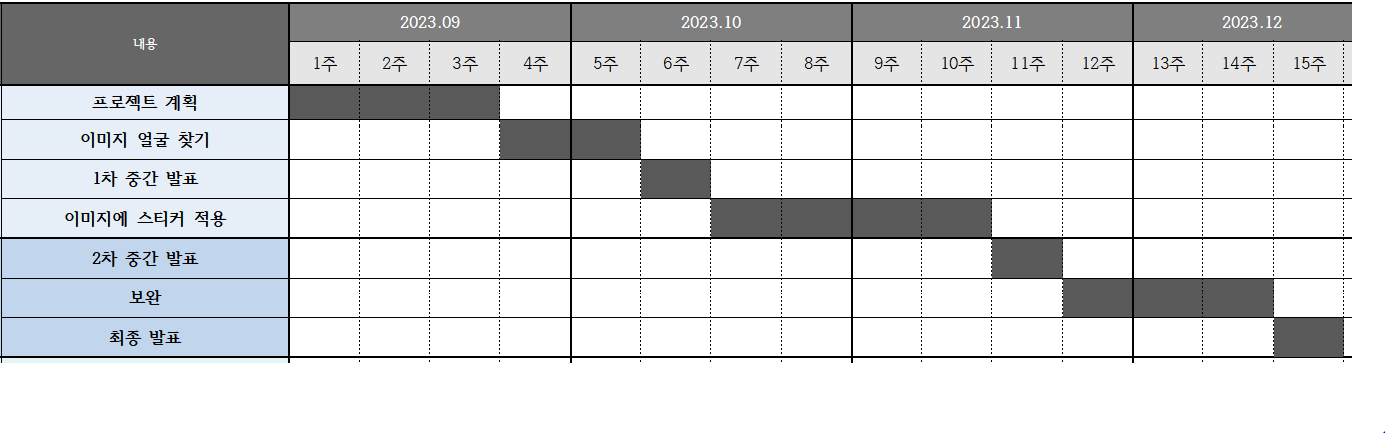 내용
2023.09
2023.10
2023.11
2023.12
1주 2주 3주 4주 5주 6주 7주 8주 9주 10주 11주 12주 13주 14주 15주
프로젝트 계획
이미지 얼굴 찾기
1차 중간 발표
이미지에 스티커 적용
2차 중간 발표
보완
최종 발표